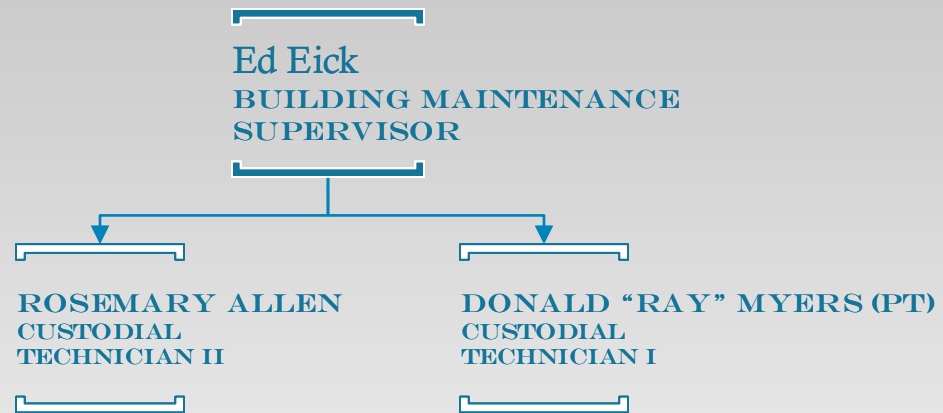 Ed Eick
BUILDING MAINTENANCE
SUPERVISOR
ROSEMARY ALLEN
CUSTODIAL
TECHNICIAN II
DONALD “RAY” MYERS (PT)
CUSTODIAL
TECHNICIAN I